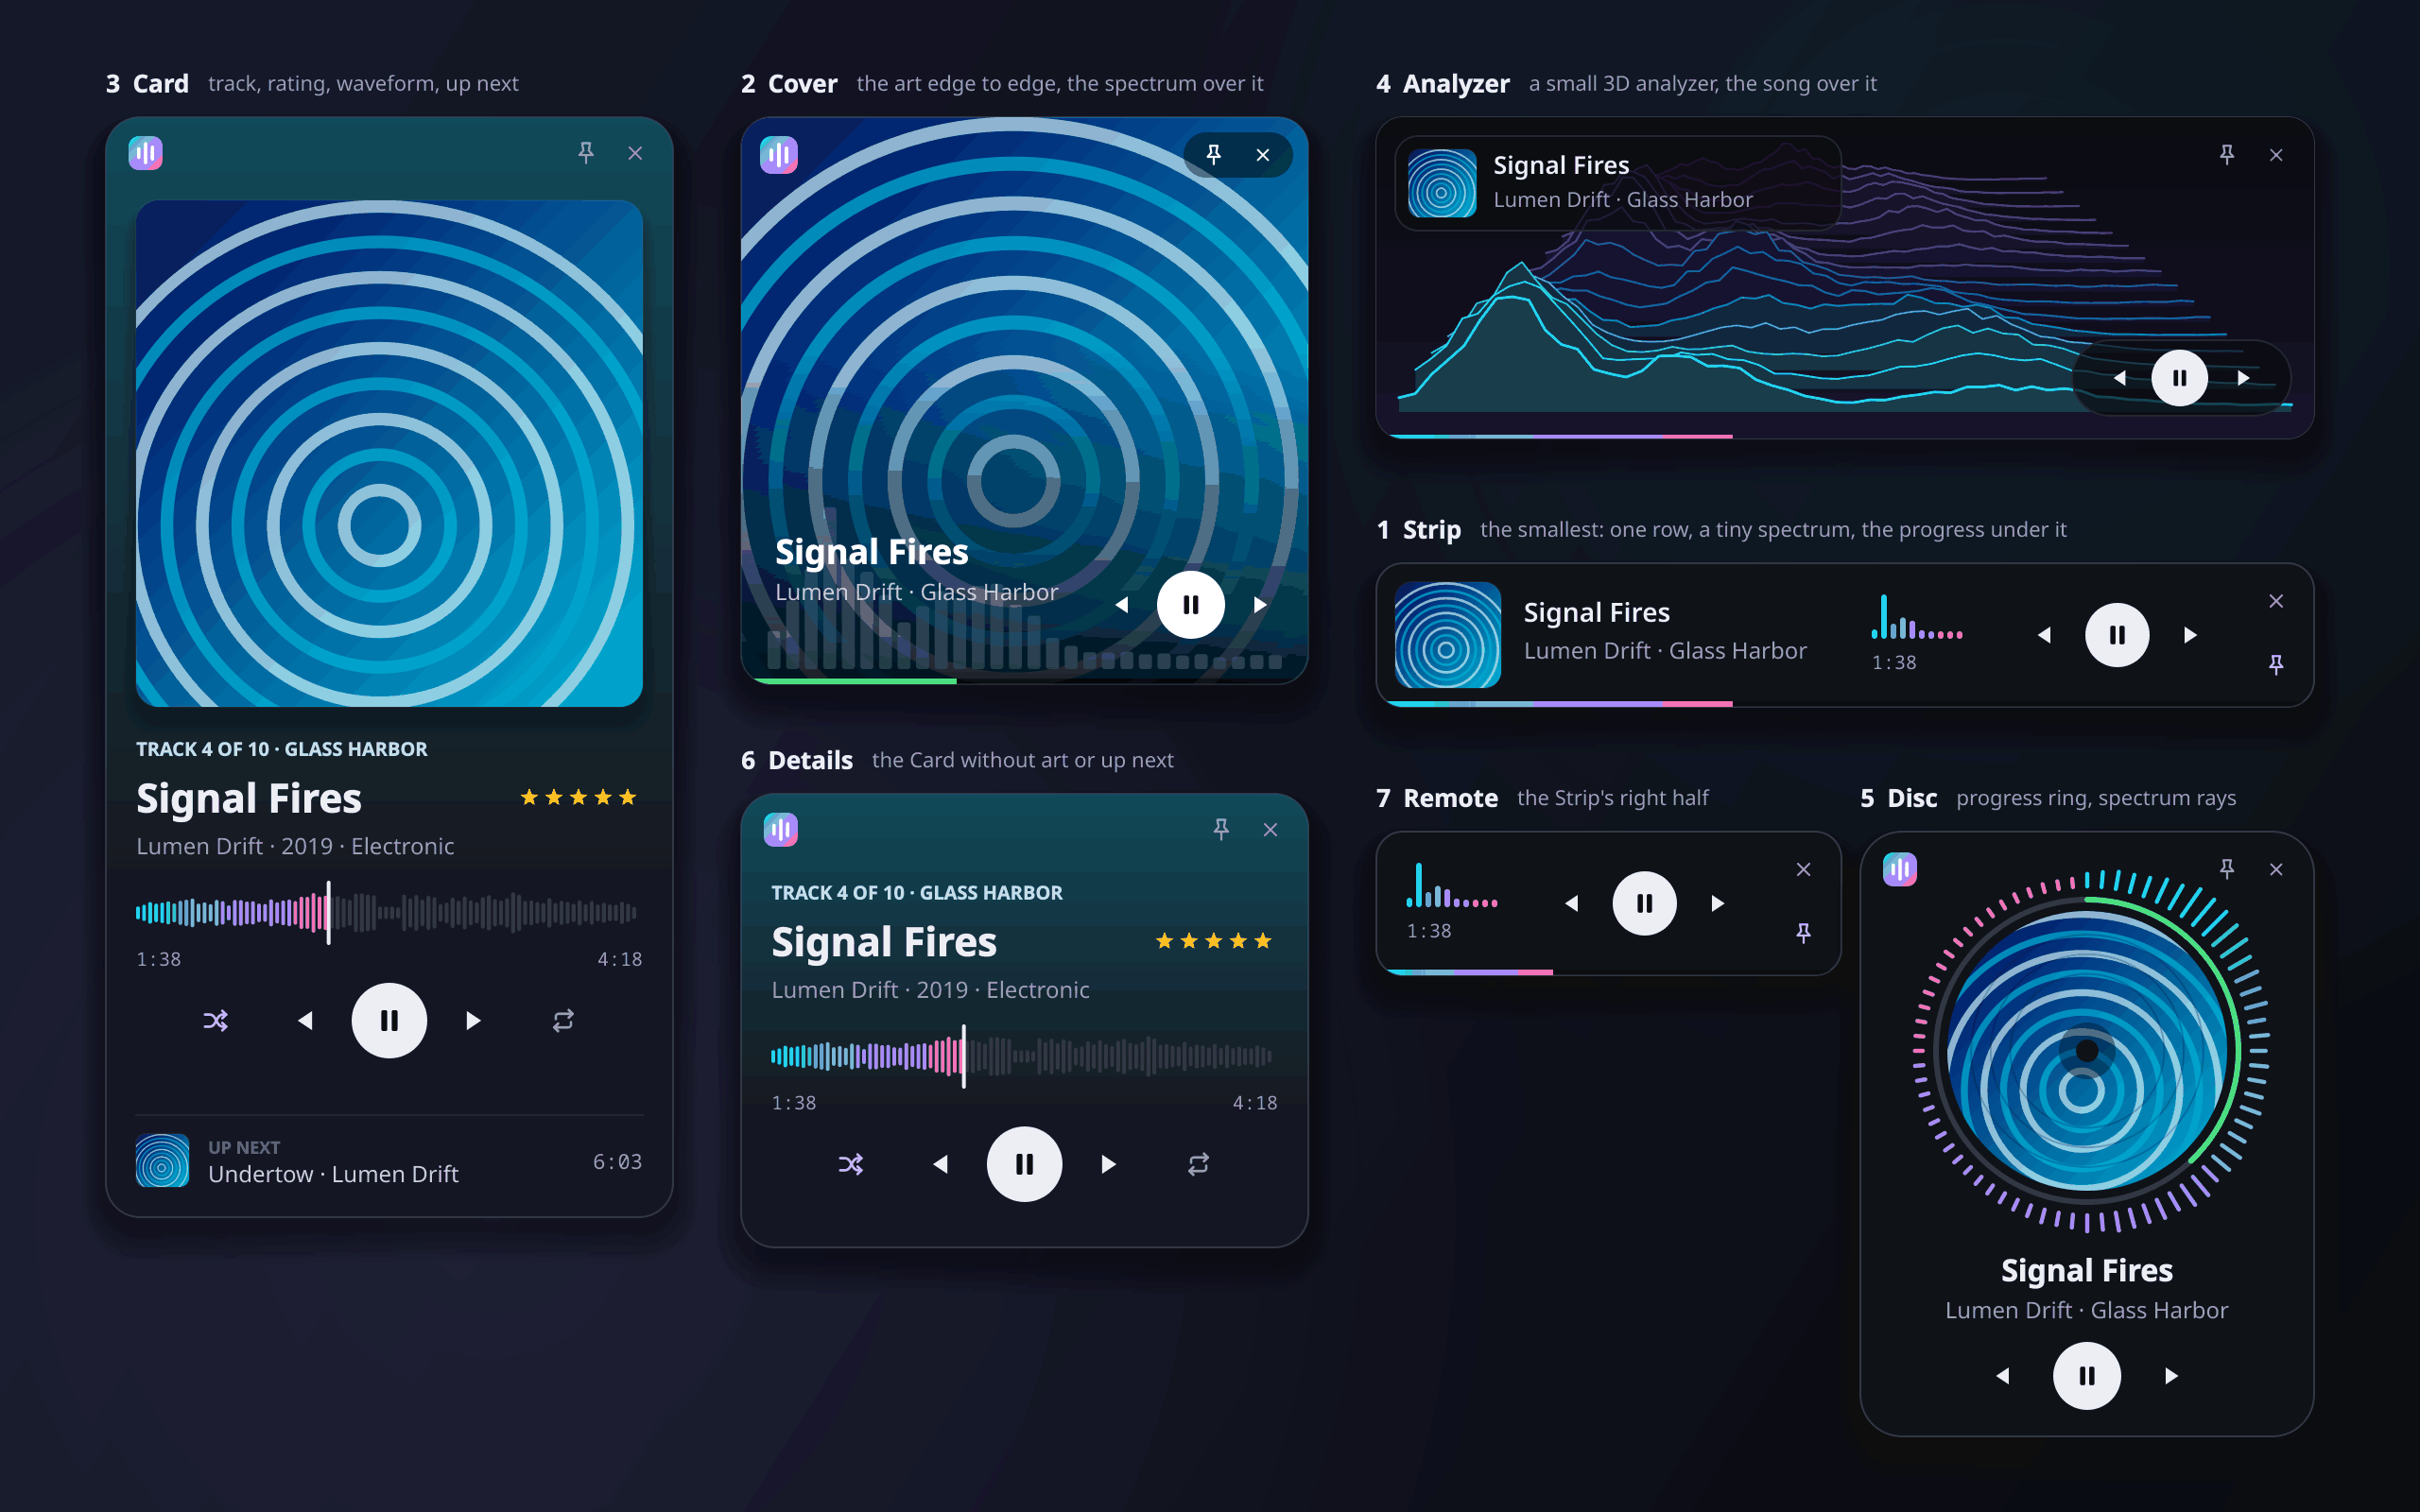 3 Card track, rating, waveform, up next
TRACK 4 OF 10 · GLASS HARBOR
Signal Fires
Lumen Drift · 2019 · Electronic
1:38 4:18
UP NEXT
Undertow · Lumen Drift
6:03
2 Cover the art edge to edge, the spectrum over it
Signal Fires
Lumen Drift · Glass Harbor
6 Details the Card without art or up next
TRACK 4 OF 10 · GLASS HARBOR
Signal Fires
Lumen Drift · 2019 · Electronic
1:38 4:18
4 Analyzer a small 3D analyzer, the song over it
Signal Fires
Lumen Drift · Glass Harbor
1 Strip the smallest: one row, a tiny spectrum, the progress under it
Signal Fires
Lumen Drift · Glass Harbor
1:38
7 Remote the Strip's right half
1:38
5 Disc progress ring, spectrum rays
Signal Fires
Lumen Drift · Glass Harbor